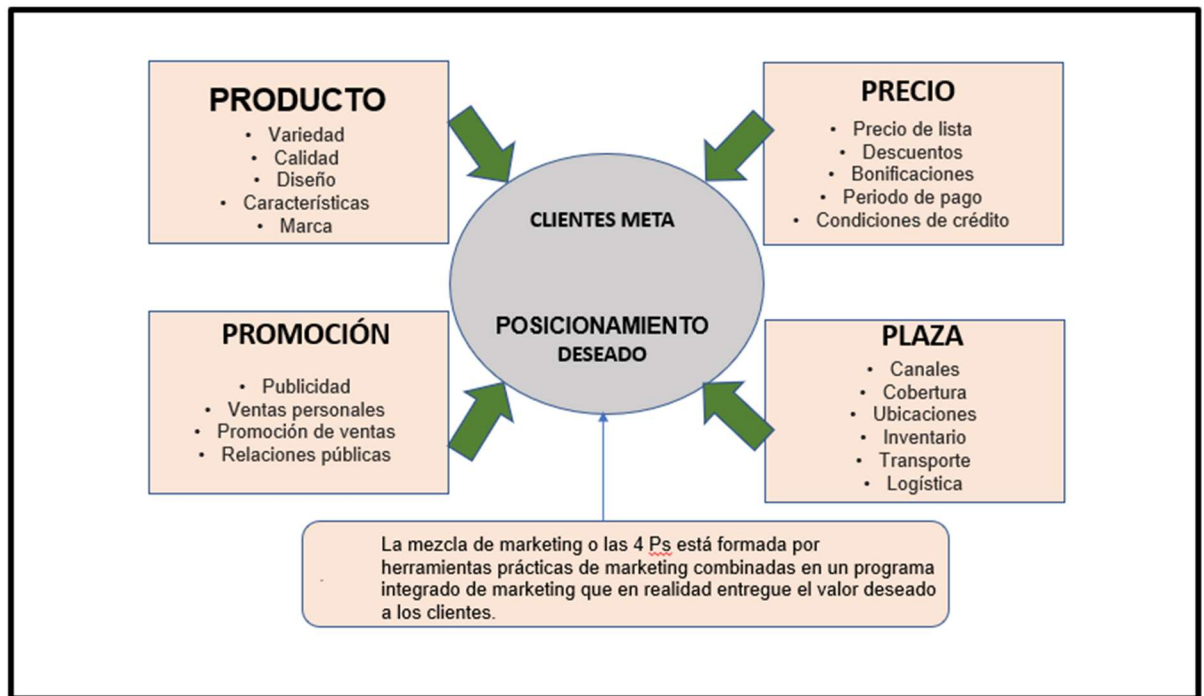 PRODUCTO
• Variedad
• Calidad
• Diseño
• Características
• Marca
PRECIO
• Precio de lista
• Descuentos
• Bonificaciones
• Periodo de pago
• Condiciones de crédito
CLIENTES META
POSICIONAMIENTO
DESEADO
PROMOCIÓN
• Publicidad
• Ventas personales
• Promoción de ventas
• Relaciones públicas
PLAZA
• Canales
• Cobertura
• Ubicaciones
• Inventario
• Transporte
• Logística
La mezcla de marketing o las 4 Ps está formada por
herramientas prácticas de marketing combinadas en un programa
integrado de marketing que en realidad entregue el valor deseado
a los clientes.